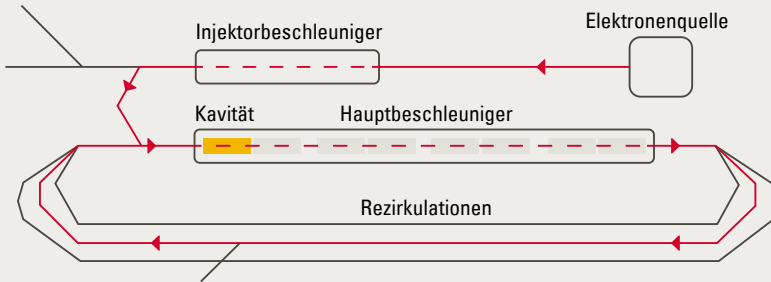 Elektronenquelle
Injektorbeschleuniger
Kavität
Hauptbeschleuniger
Rezirkulationen